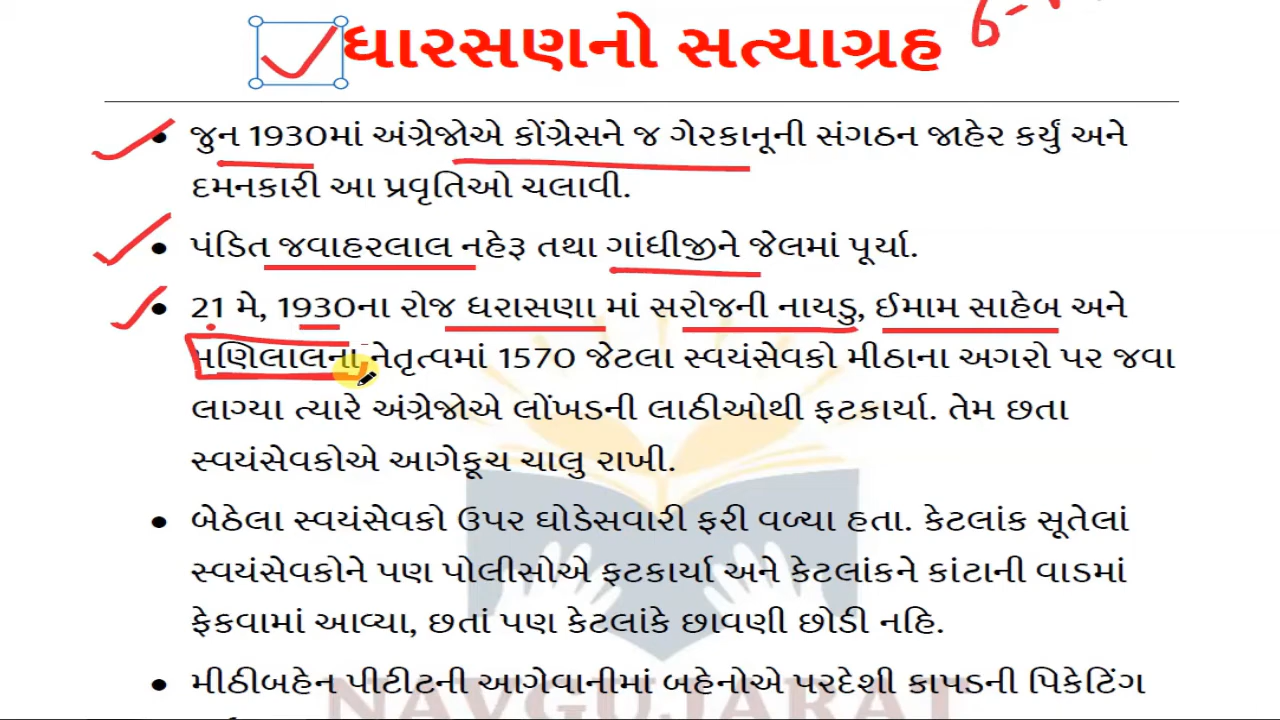 ધારસણનો સત્યાગ્રહ
• જુન 1930માં અંગ્રેજોએ કોંગ્રેસને જ ગેરકાનૂની સંગઠન જાહેર કર્યું અને
દમનકારી આ પ્રવૃતિઓ ચલાવી.
• પંડિત જવાહરલાલ નહેરૂ તથા ગાંધીજીને જેલમાં પૂર્યા.
• 21 મે, 1930ના રોજ ધરાસણા માં સરોજની નાયડુ, ઈમામ સાહેબ અને
મણિલાલના નેતૃત્વમાં 1570 જેટલા સ્વયંસેવકો મીઠાના અગરો પર જવા
લાગ્યા ત્યારે અંગ્રેજોએ લોંખડની લાઠીઓથી ફટકાર્યા. તેમ છતા
સ્વયંસેવકોએ આગેકૂચ ચાલુ રાખી.
• બેઠેલા સ્વયંસેવકો ઉપર ઘોડેસવારી ફરી વળ્યા હતા. કેટલાંક સૂતેલાં
સ્વયંસેવકોને પણ પોલીસોએ ફટકાર્યા અને કેટલાંકને કાંટાની વાડમાં
ફેકવામાં આવ્યા, છતાં પણ કેટલાંકે છાવણી છોડી નહિ.
• મીઠીબહેન પીટીટની આગેવાનીમાં બહેનોએ પરદેશી કાપડની પિકેટિંગ
NAVGUJARAT